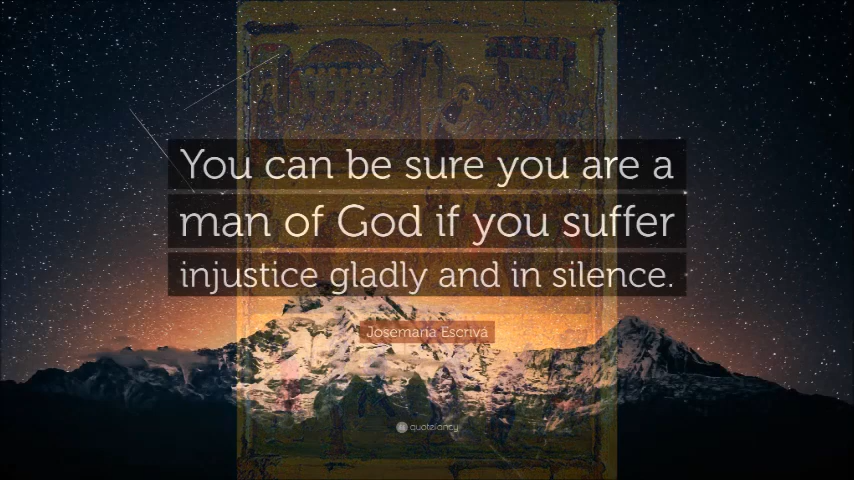 You can be sure you are a
man of God if you suffer
injustice gladly and in silence.
Josemaría Escrivá
quotefancy